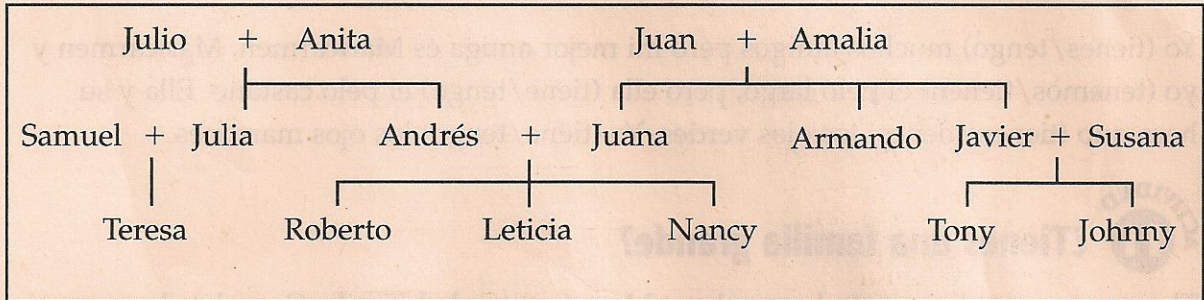 Julio + Anita Juan + Amalia
Samuel + Julia Andrés + Juana Armando Javier + Susana
Teresa Roberto Leticia Nancy Tony Johnny